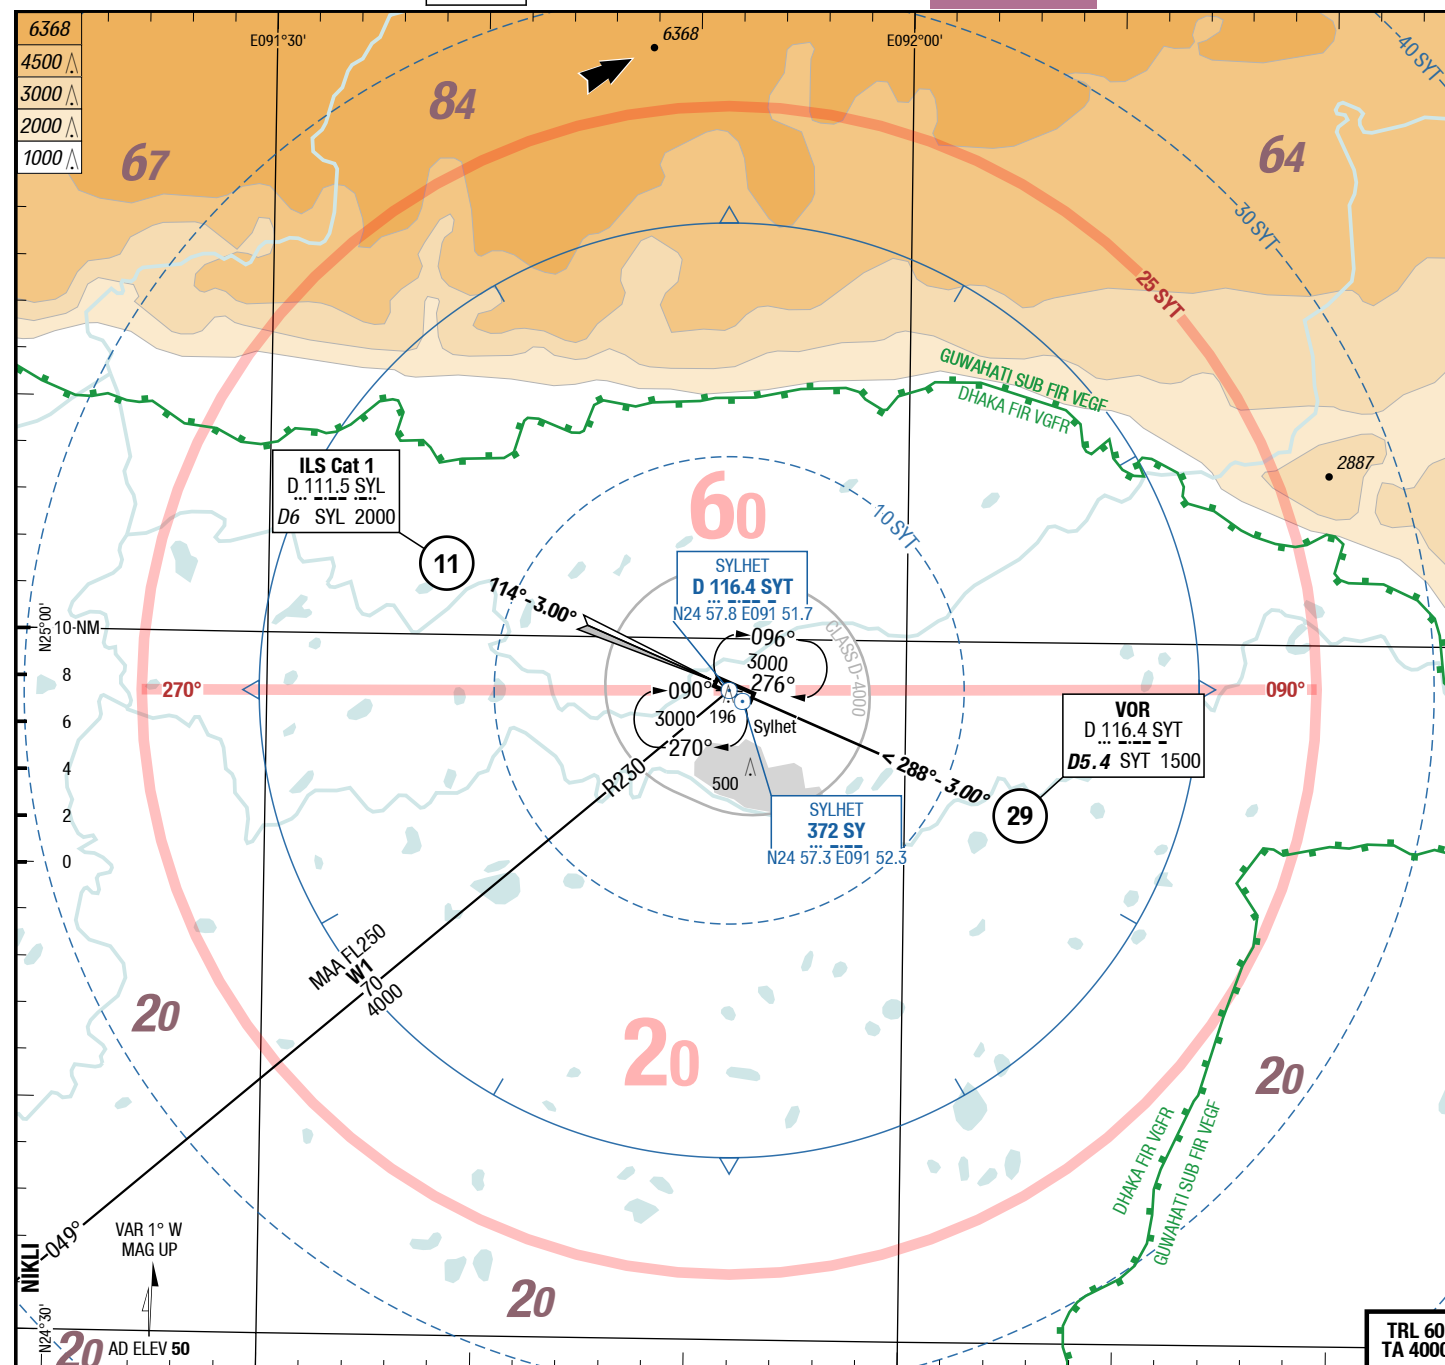 6368
4500
3000
2000
1000
E091°30'
6368
E092°00'
40 SYT
84
67
64
30 SYT
25 SYT
GUWAHATI SUB FIR VEGF
DHAKA FIR VGFR
2887
ILS Cat 1
D 111.5 SYL
D6 SYL 2000
11
60
10 SYT
SYLHET
D 116.4 SYT
N24 57.8 E091 51.7
114°-3.00°
N25°00'
10 NM
8
6
4
2
0
096°
3000
276°
CLASS D-4000
270°
090°
090°
3000
270°
196
Sylhet
VOR
D 116.4 SYT
D5.4 SYT 1500
R230
500
< 288°-3.00°
29
SYLHET
372 SY
N24 57.3 E091 52.3
MAA FL250
W1
70
4000
20
20
20
DHAKA FIR VGFR
GUWAHATI SUB FIR VEGF
049°
NIKLI
VAR 1° W
MAG UP
20
N24°30'
20
AD ELEV 50
TRL 60
TA 4000